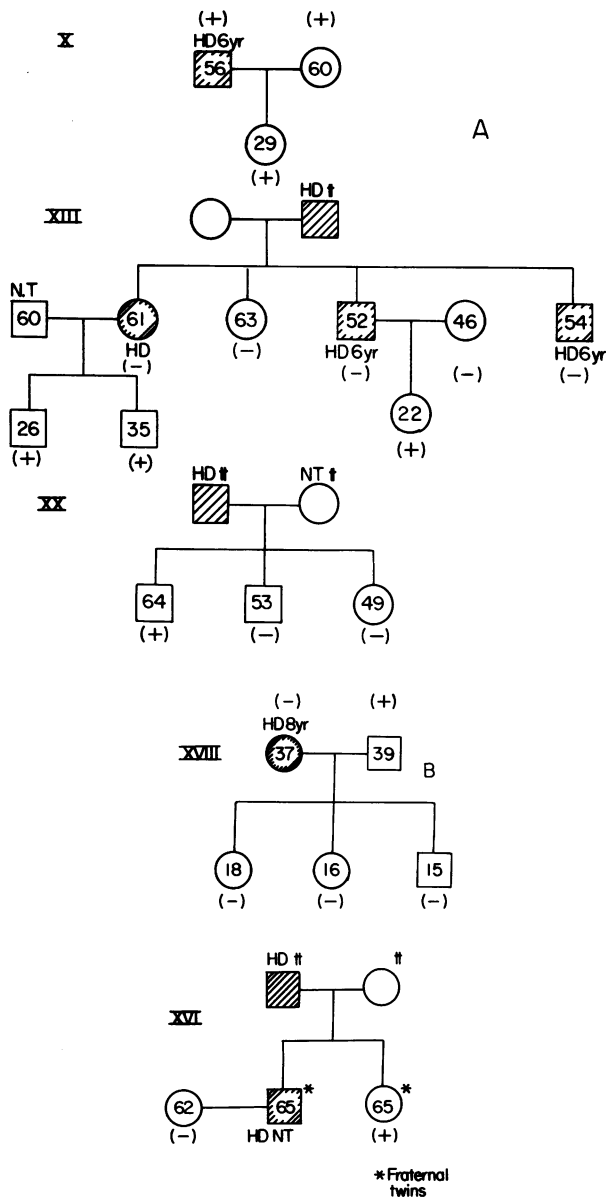 (+) (+)
X HD6yr
56 60
A
29
(+)
XIII HD †
N.T
60 61 63 52 46 54
HD (-) HD6yr HD6yr
(-) (-) (-) (-)
26 35 22
(+) (+) (+)
XX HD †† NT †
64 53 49
(+) (-) (-)
(-) (+)
HD8yr
XVIII 37 39
B
18 16 15
(-) (-) (-)
HD †† ††
XVI
62 65* 65*
(-) HD NT (+)
*Fraternal
twins